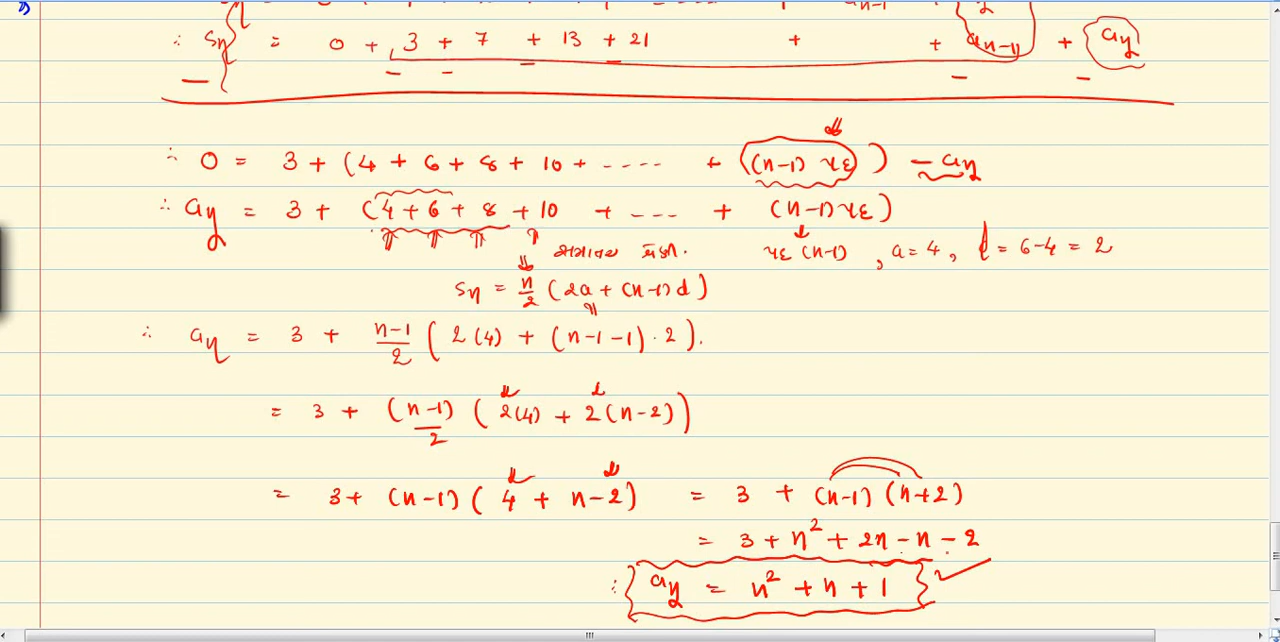 ∴ Sn = 0 + 3 + 7 + 13 + 21 + + an-1 + an
∴ 0 = 3 + (4 + 6 + 8 + 10 + ---- + (n-1) પદ) - an
∴ an = 3 + (4 + 6 + 8 + 10 + --- + (n-1) પદ)
સમાંતર પદ (n-1), a = 4, d = 6-4 = 2
Sn = n/2 (2a + (n-1) d)
∴ an = 3 + n-1/2 (2(4) + (n-1-1) · 2).
= 3 + (n-1)/2 (2(4) + 2(n-2))
= 3 + (n-1) (4 + n-2) = 3 + (n-1) (n+2)
= 3 + n² + 2n - n - 2
∴ an = n² + n + 1